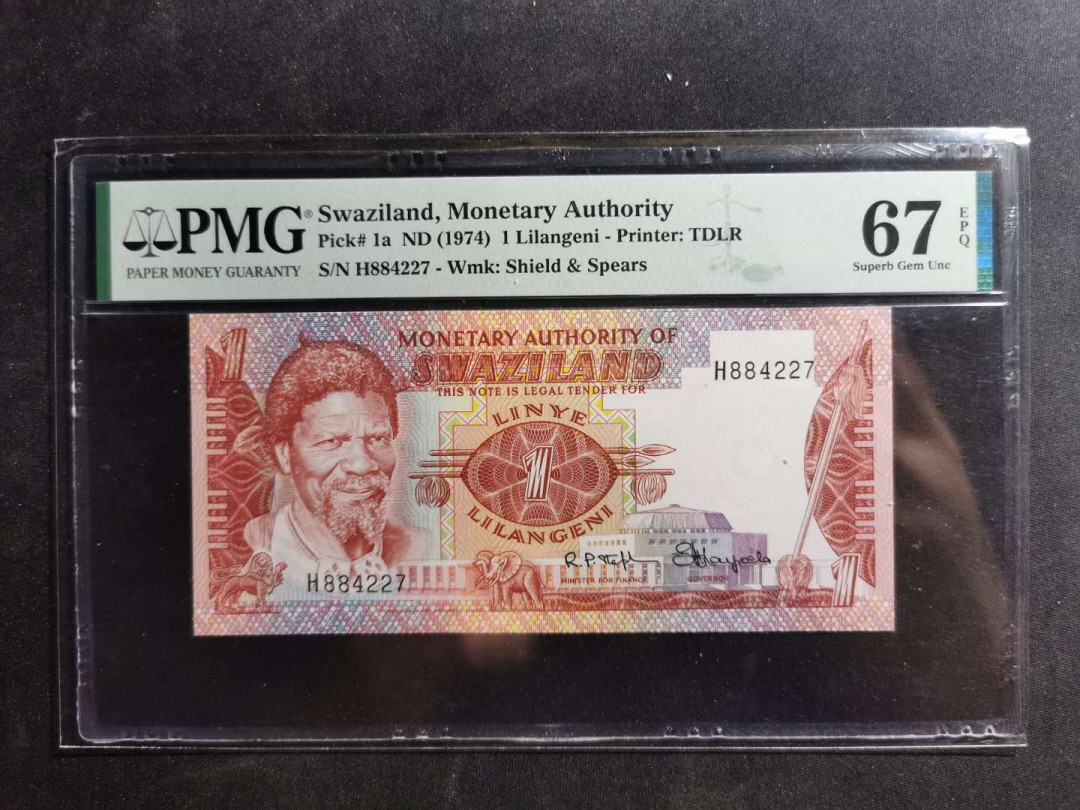 PMG®
PAPER MONEY GUARANTY
Swaziland, Monetary Authority
Pick# 1a ND (1974) 1 Lilangeni - Printer: TDLR
S/N H884227 - Wmk: Shield & Spears
67
EPQ
Superb Gem Unc
1
MONETARY AUTHORITY OF
SWAZILAND
THIS NOTE IS LEGAL TENDER FOR
H884227
LINYE
1
LILANGENI
H884227
MINISTER FOR FINANCE
GOVERNOR
1